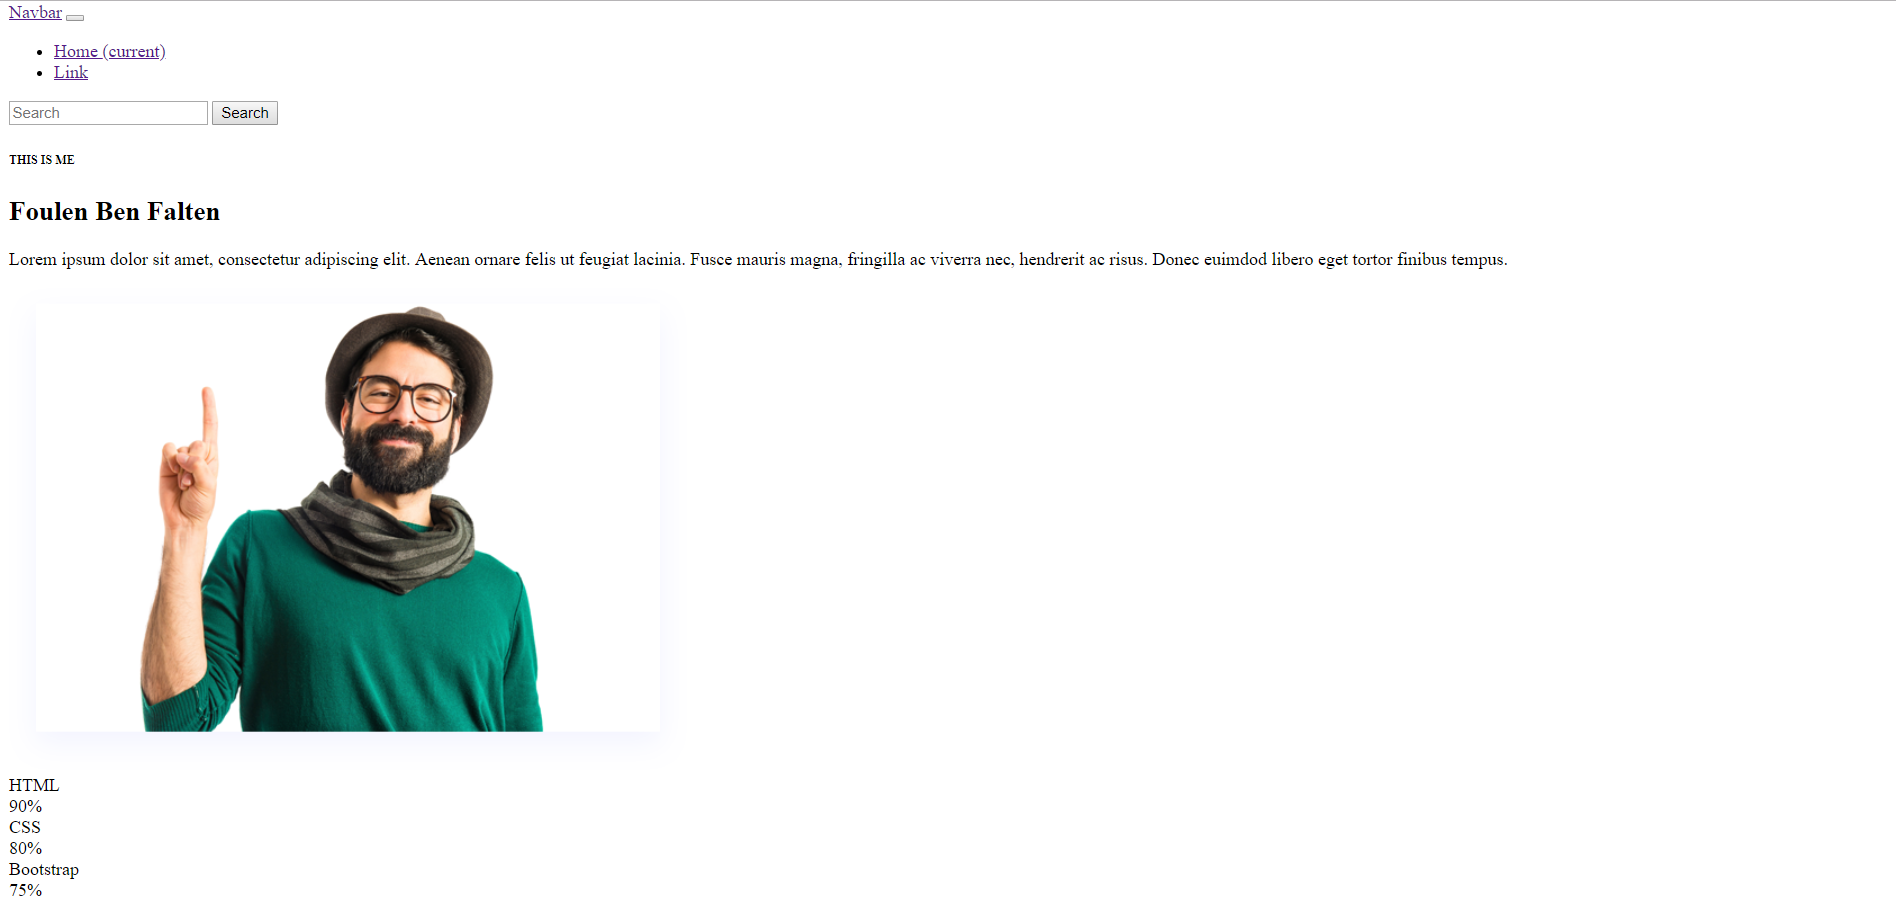 Navbar
Home (current)
Link
Search Search
THIS IS ME
Foulen Ben Falten
Lorem ipsum dolor sit amet, consectetur adipiscing elit. Aenean ornare felis ut feugiat lacinia. Fusce mauris magna, fringilla ac viverra nec, hendrerit ac risus. Donec euimdod libero eget tortor finibus tempus.
HTML
90%
CSS
80%
Bootstrap
75%